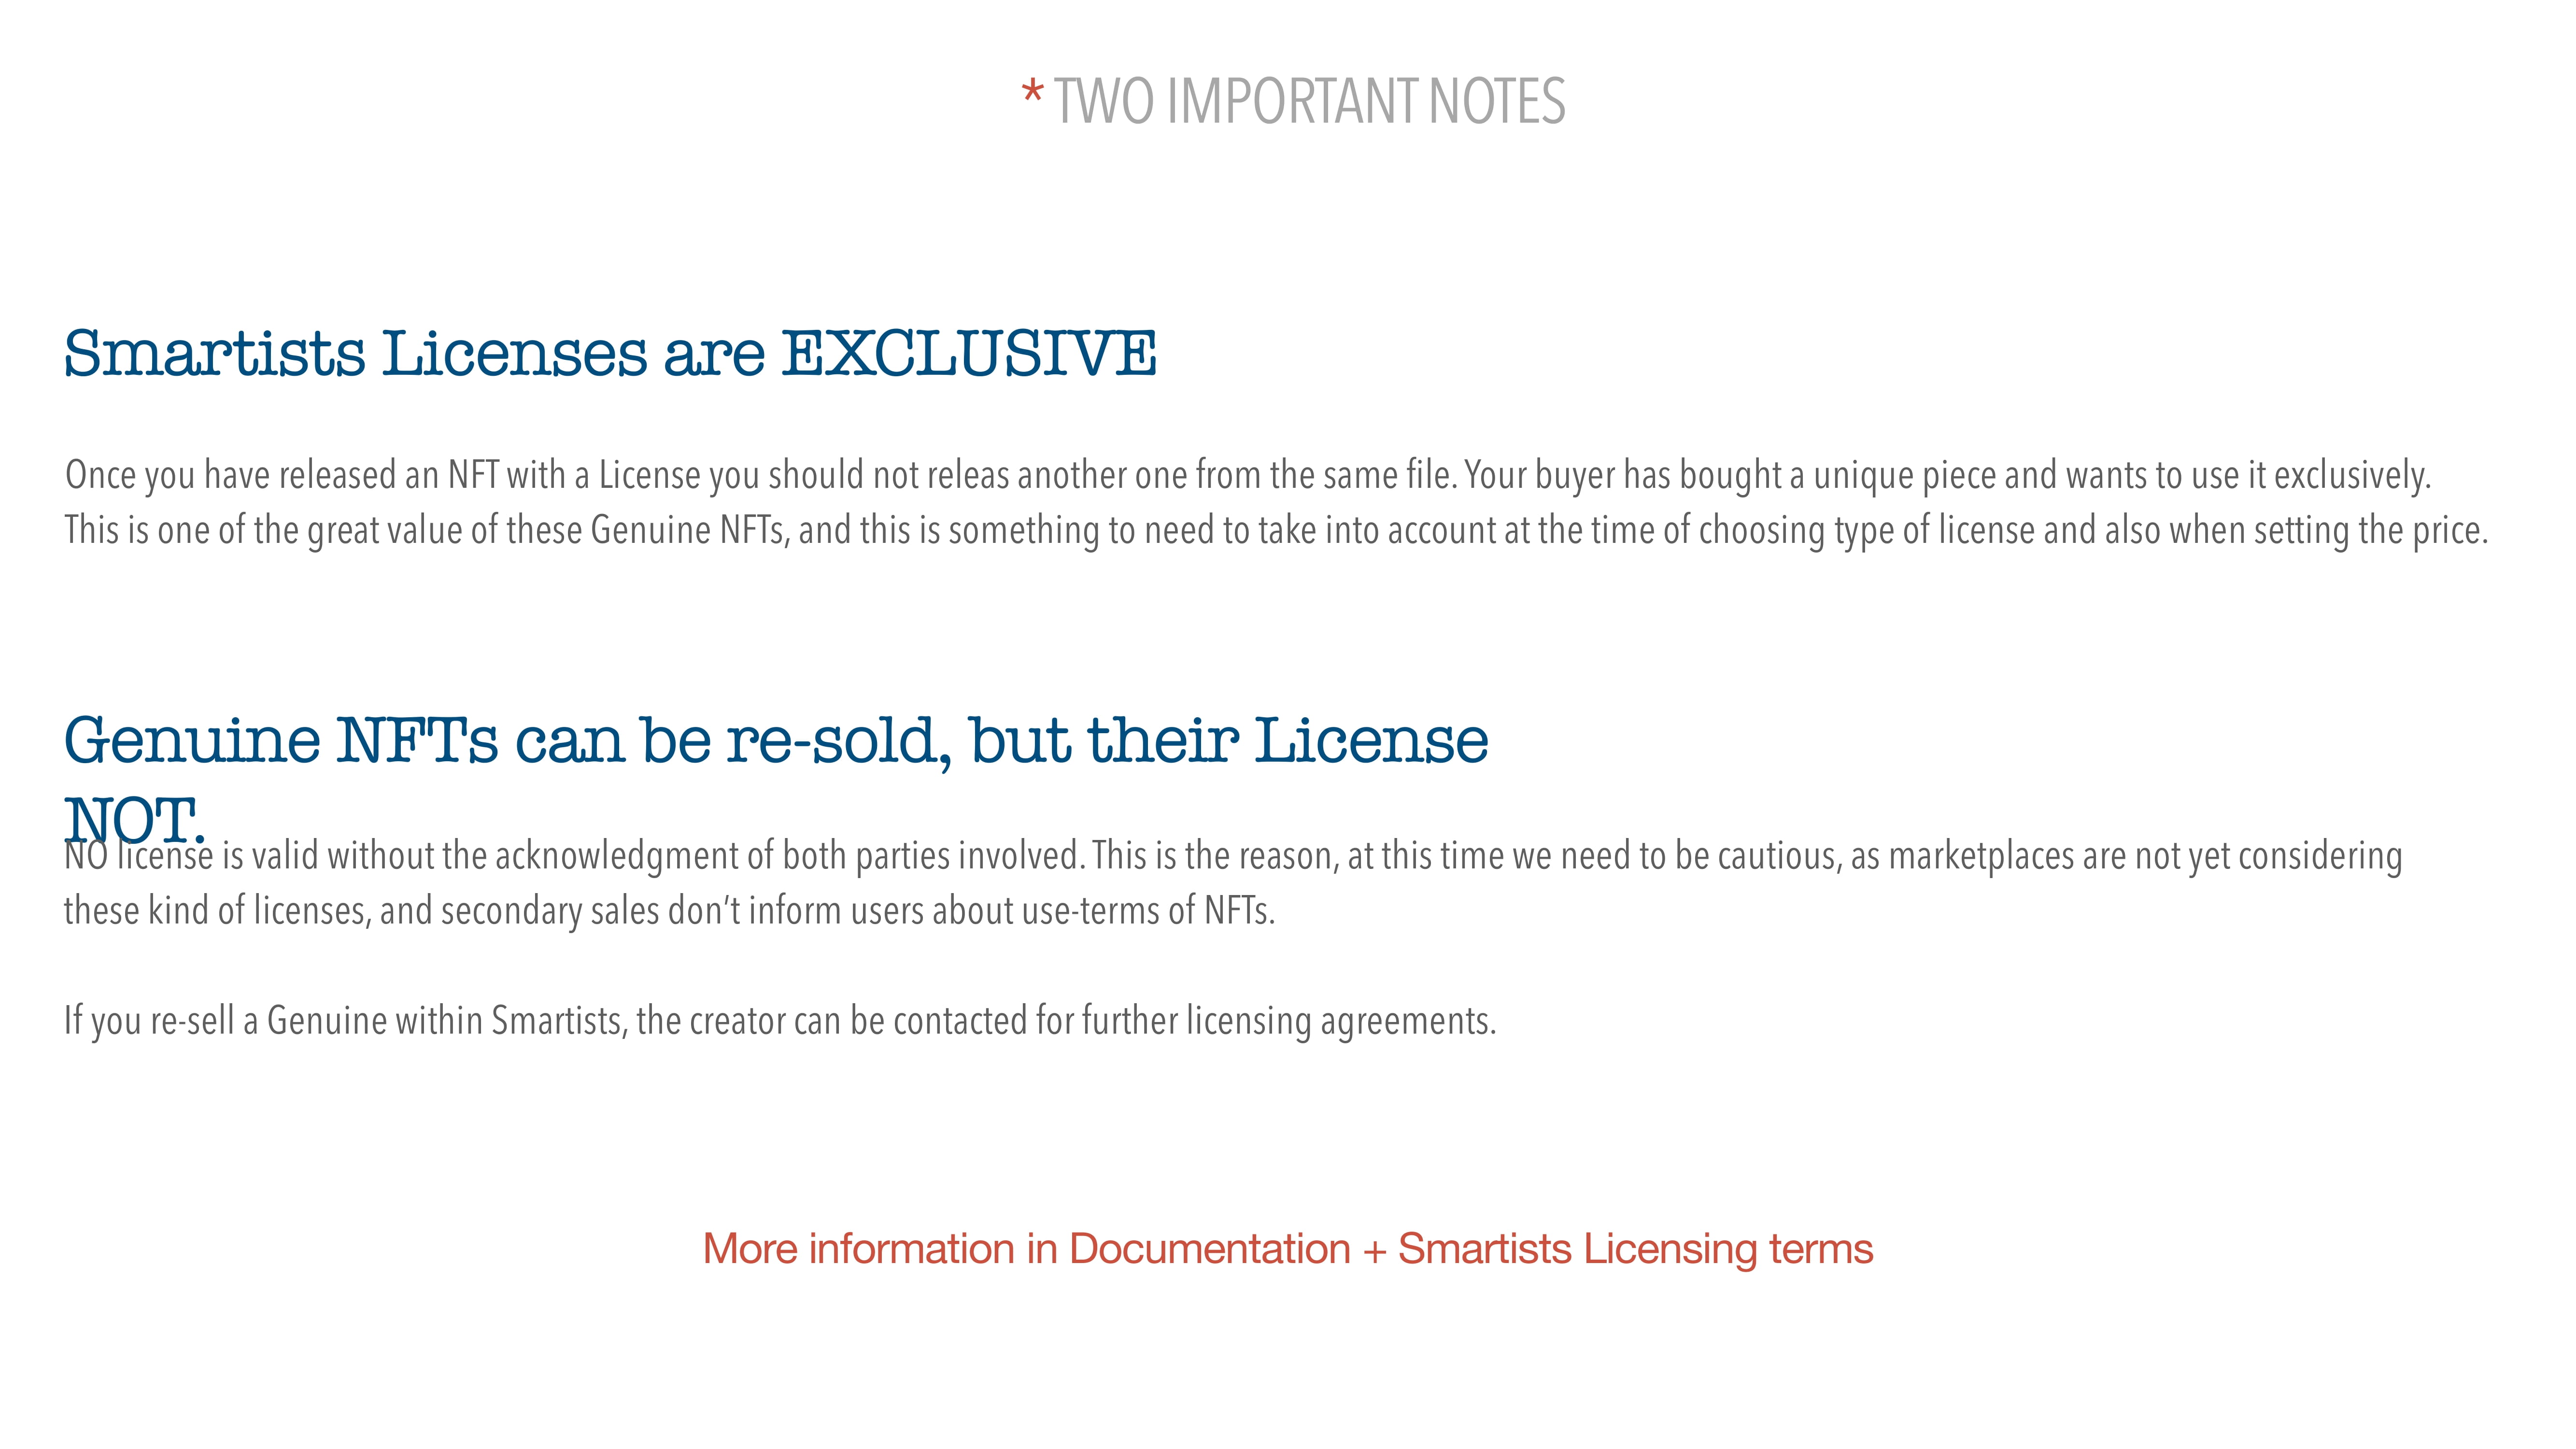 * TWO IMPORTANT NOTES
Smartists Licenses are EXCLUSIVE
Once you have released an NFT with a License you should not releas another one from the same file. Your buyer has bought a unique piece and wants to use it exclusively.
This is one of the great value of these Genuine NFTs, and this is something to need to take into account at the time of choosing type of license and also when setting the price.
Genuine NFTs can be re-sold, but their License
NOT.
NO license is valid without the acknowledgment of both parties involved. This is the reason, at this time we need to be cautious, as marketplaces are not yet considering
these kind of licenses, and secondary sales don’t inform users about use-terms of NFTs.
If you re-sell a Genuine within Smartists, the creator can be contacted for further licensing agreements.
More information in Documentation + Smartists Licensing terms